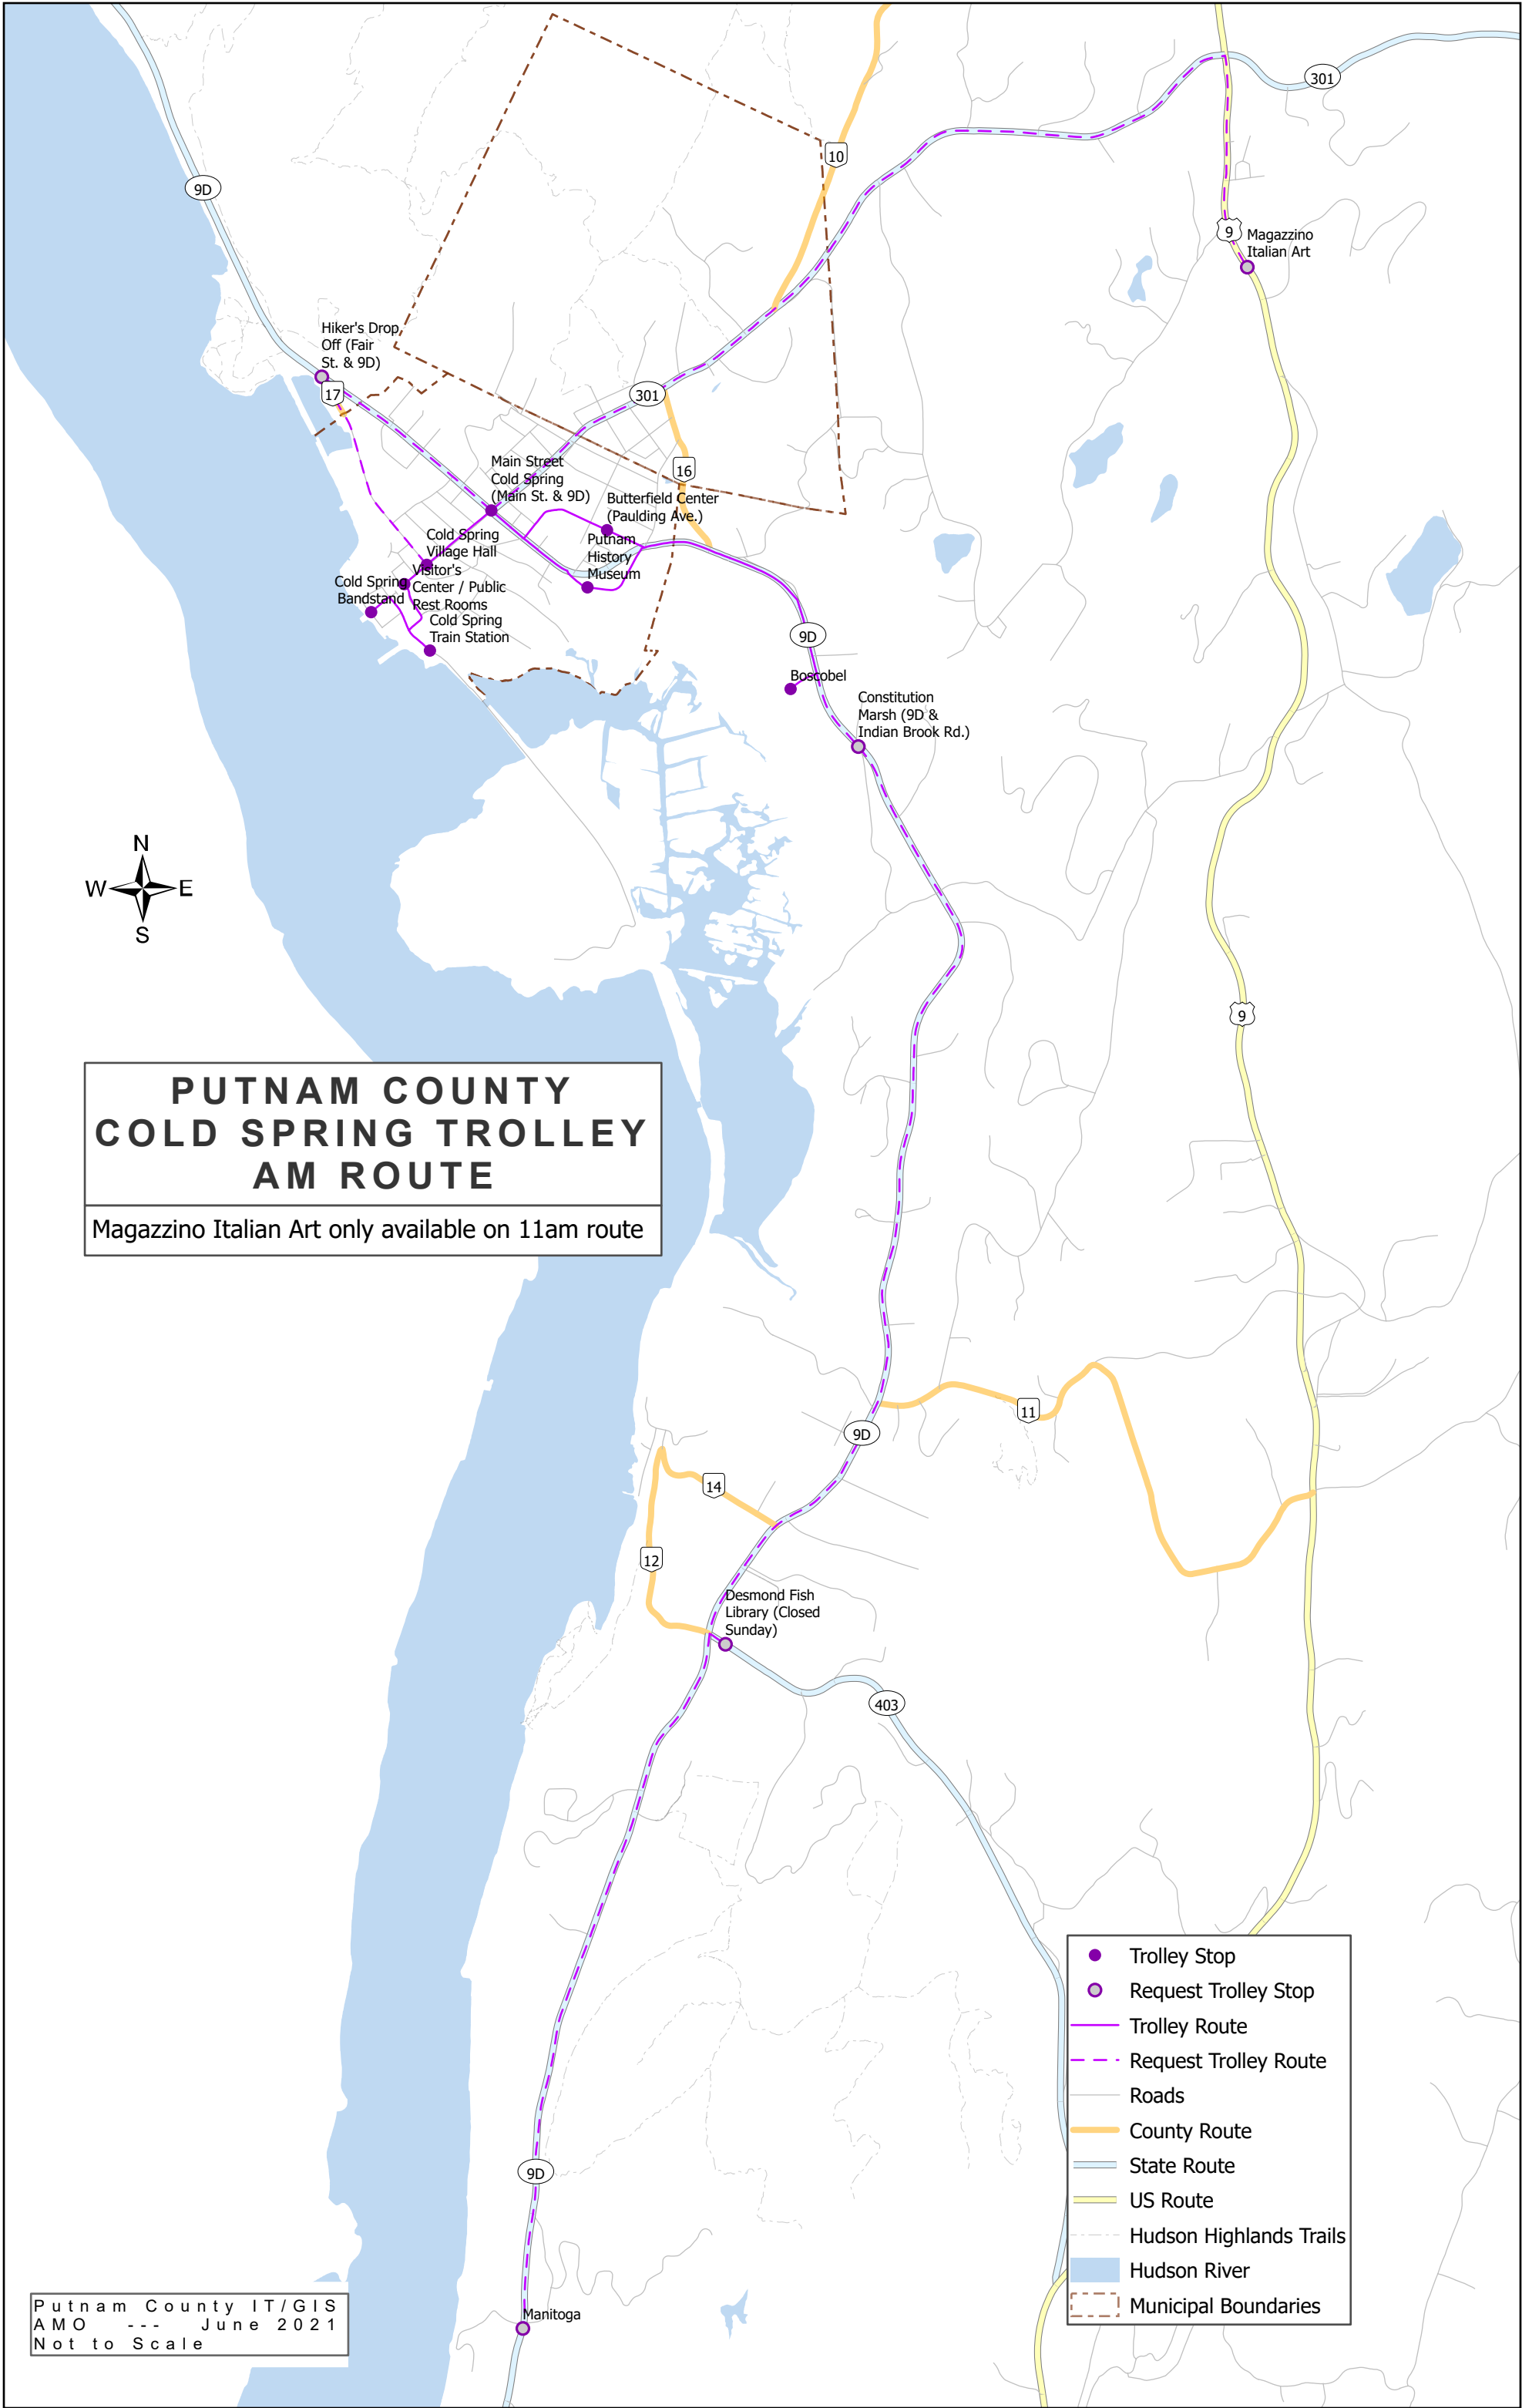 301
10
9D
9
Magazzino
Italian Art
Hiker's Drop
Off (Fair
St. & 9D)
17
301
Main Street
Cold Spring
(Main St. & 9D)
16
Butterfield Center
(Paulding Ave.)
Cold Spring
Village Hall
Putnam
History
Museum
Visitor's
Center / Public
Rest Rooms
Cold Spring
Bandstand
Cold Spring
Train Station
9D
Boscobel
Constitution
Marsh (9D &
Indian Brook Rd.)
N
W E
S
9
PUTNAM COUNTY
COLD SPRING TROLLEY
AM ROUTE
Magazzino Italian Art only available on 11am route
11
9D
14
12
Desmond Fish
Library (Closed
Sunday)
403
Trolley Stop
Request Trolley Stop
Trolley Route
Request Trolley Route
Roads
County Route
State Route
US Route
Hudson Highlands Trails
Hudson River
Municipal Boundaries
9D
Manitoga
Putnam County IT/GIS
AMO --- June 2021
Not to Scale